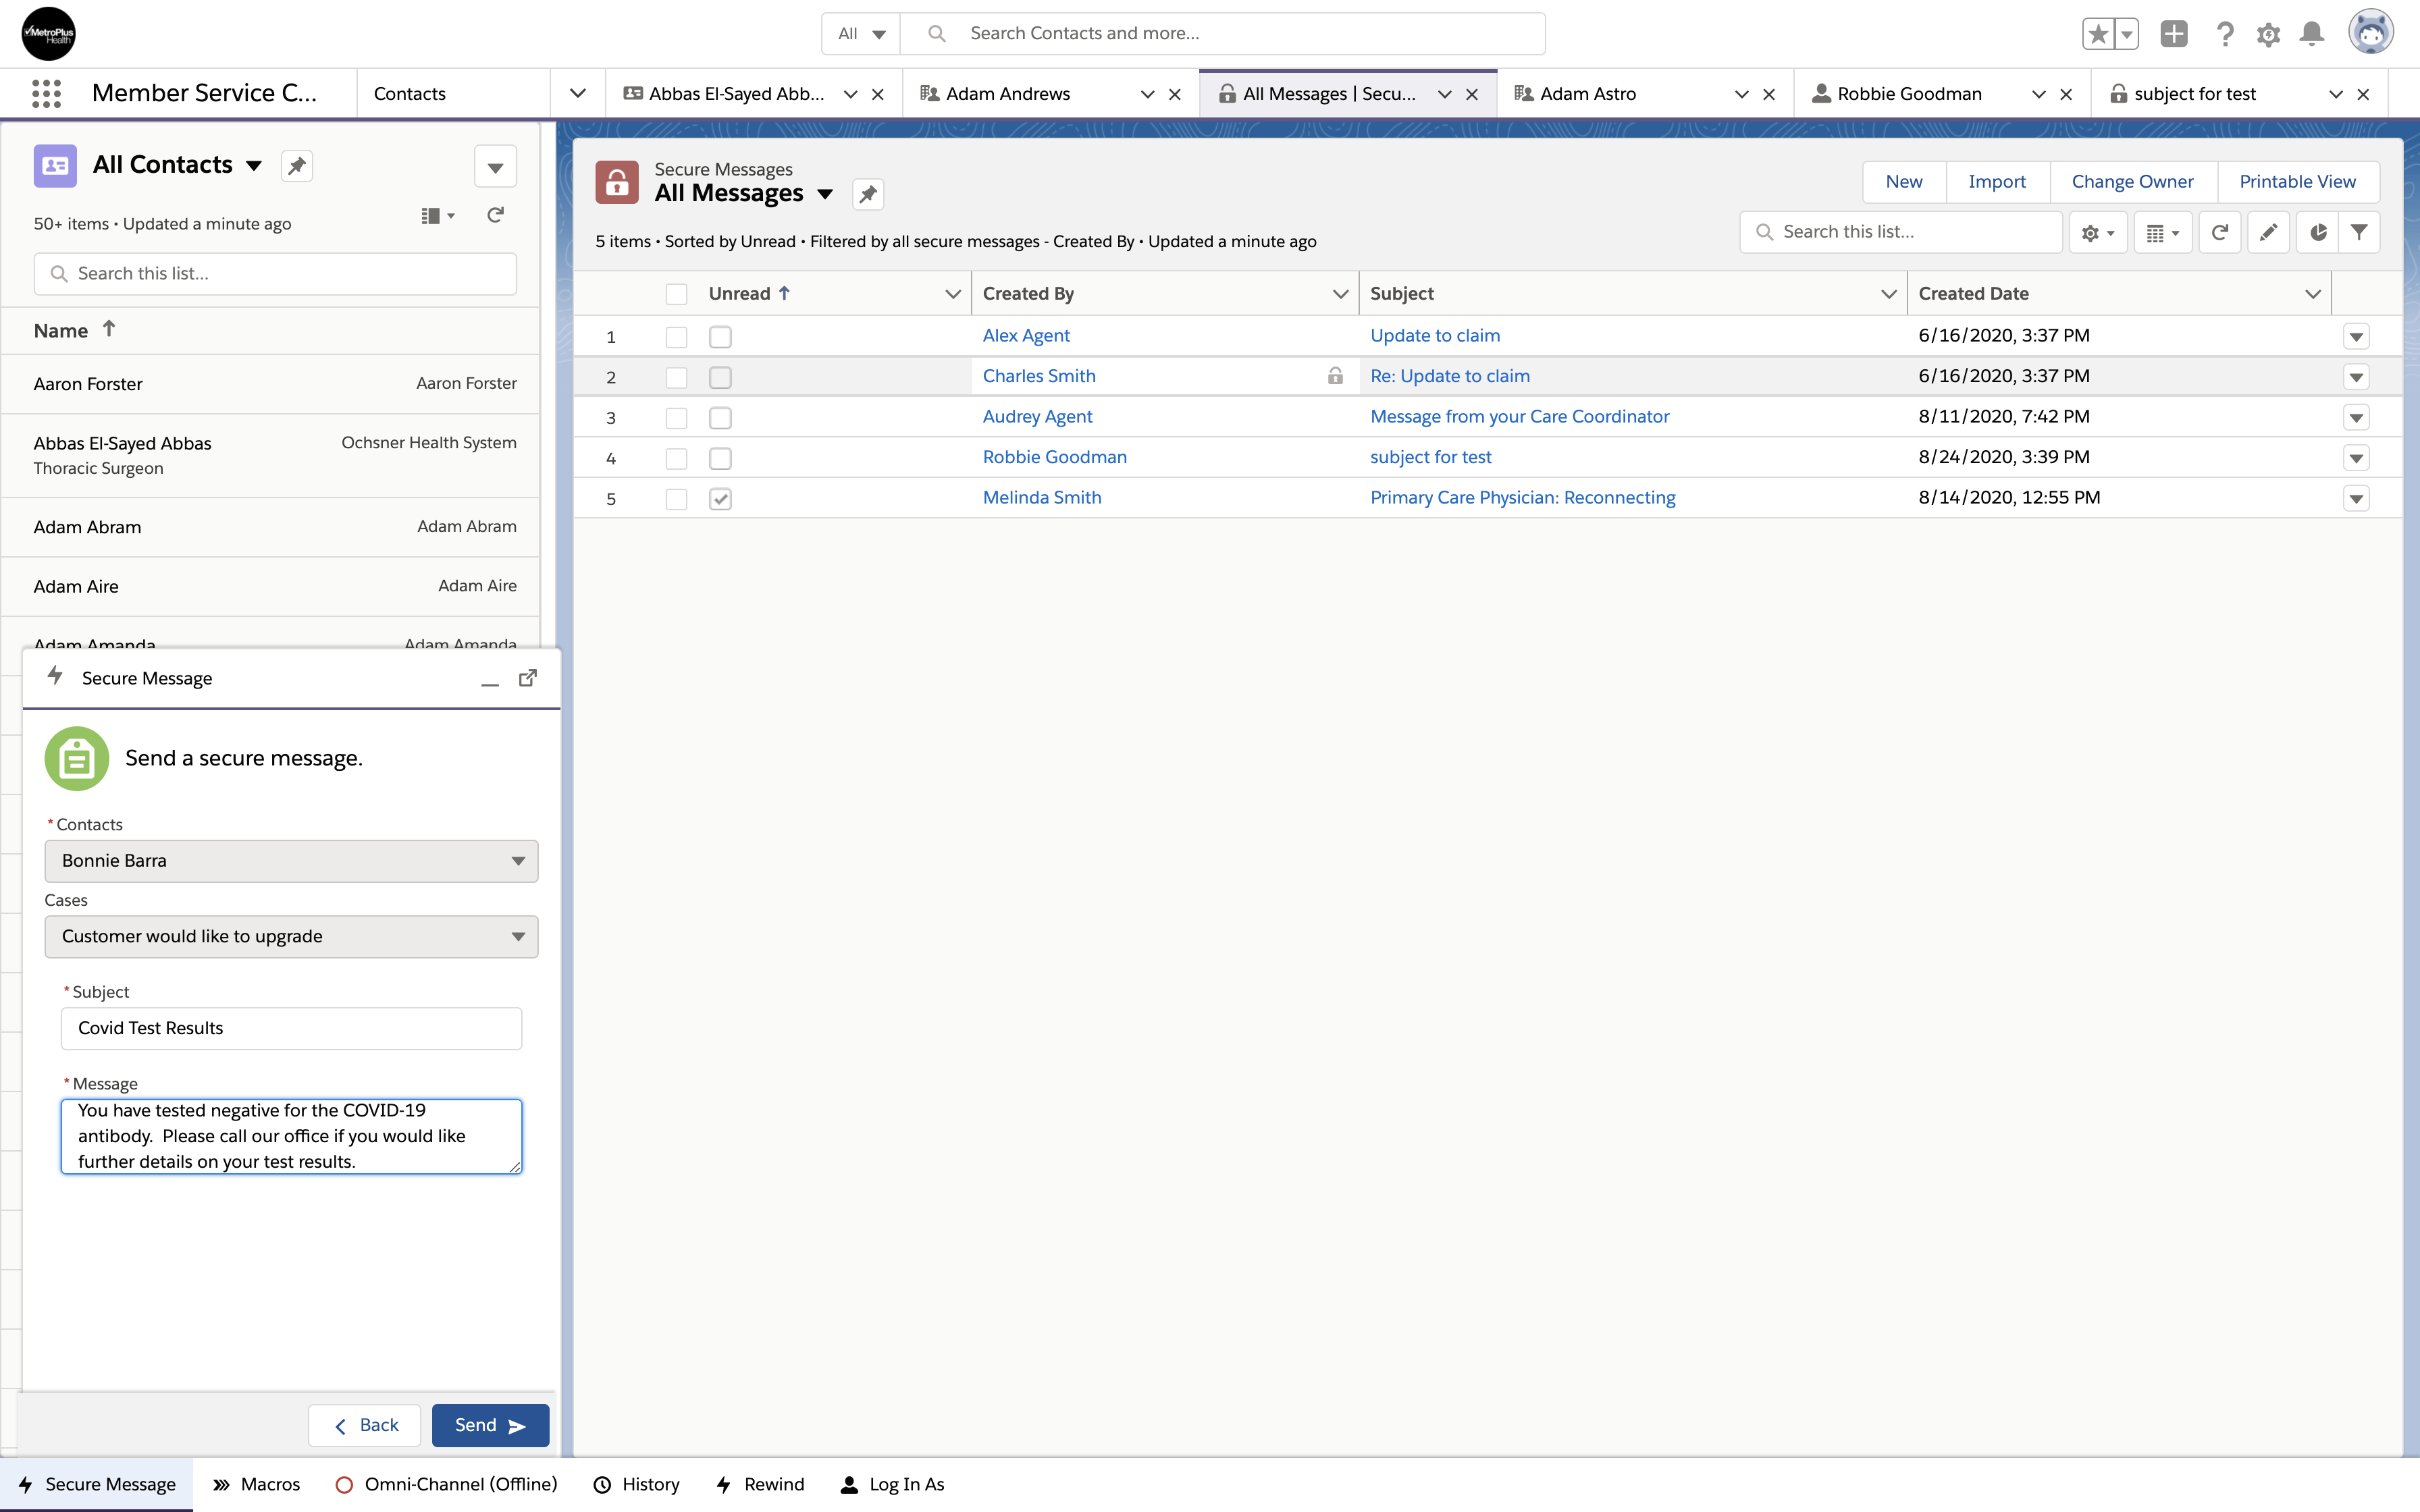 MetroPlus
Health
All
Search Contacts and more...
Member Service C...
Contacts
Abbas El-Sayed Abb...
Adam Andrews
All Messages | Secu...
Adam Astro
Robbie Goodman
subject for test
All Contacts
50+ items • Updated a minute ago
Search this list...
Name
Aaron Forster Aaron Forster
Abbas El-Sayed Abbas Ochsner Health System
Thoracic Surgeon
Adam Abram Adam Abram
Adam Aire Adam Aire
Adam Amanda Adam Amanda
Secure Message
Send a secure message.
* Contacts
Bonnie Barra
Cases
Customer would like to upgrade
* Subject
Covid Test Results
* Message
You have tested negative for the COVID-19
antibody.  Please call our office if you would like
further details on your test results.
Back
Send
Secure Messages
All Messages
New Import Change Owner Printable View
5 items • Sorted by Unread • Filtered by all secure messages - Created By • Updated a minute ago
Search this list...
Unread Created By Subject Created Date
1 Alex Agent Update to claim 6/16/2020, 3:37 PM
2 Charles Smith Re: Update to claim 6/16/2020, 3:37 PM
3 Audrey Agent Message from your Care Coordinator 8/11/2020, 7:42 PM
4 Robbie Goodman subject for test 8/24/2020, 3:39 PM
5 Melinda Smith Primary Care Physician: Reconnecting 8/14/2020, 12:55 PM
Secure Message Macros Omni-Channel (Offline) History Rewind Log In As